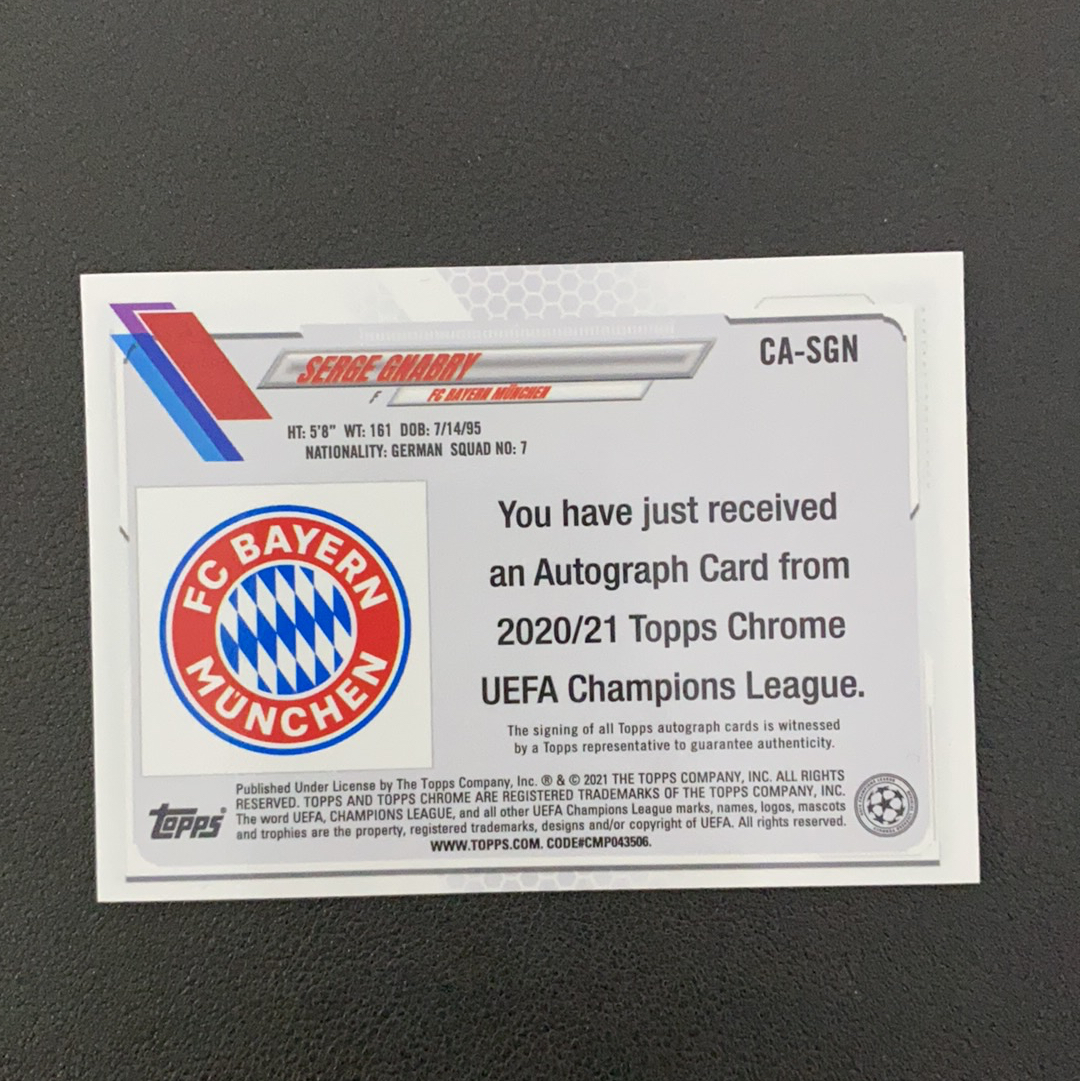 CA-SGN
SERGE GNABRY
F FC BAYERN MÜNCHEN
HT: 5'8" WT: 161 DOB: 7/14/95
NATIONALITY: GERMAN SQUAD NO: 7
FC BAYERN
MÜNCHEN
You have just received
an Autograph Card from
2020/21 Topps Chrome
UEFA Champions League.
The signing of all Topps autograph cards is witnessed
by a Topps representative to guarantee authenticity.
Published Under License by The Topps Company, Inc. ® & © 2021 THE TOPPS COMPANY, INC. ALL RIGHTS
RESERVED. TOPPS AND TOPPS CHROME ARE REGISTERED TRADEMARKS OF THE TOPPS COMPANY, INC.
The word UEFA, CHAMPIONS LEAGUE, and all other UEFA Champions League marks, names, logos, mascots
and trophies are the property, registered trademarks, designs and/or copyright of UEFA. All rights reserved.
WWW.TOPPS.COM. CODE#CMP043506.
Topps®